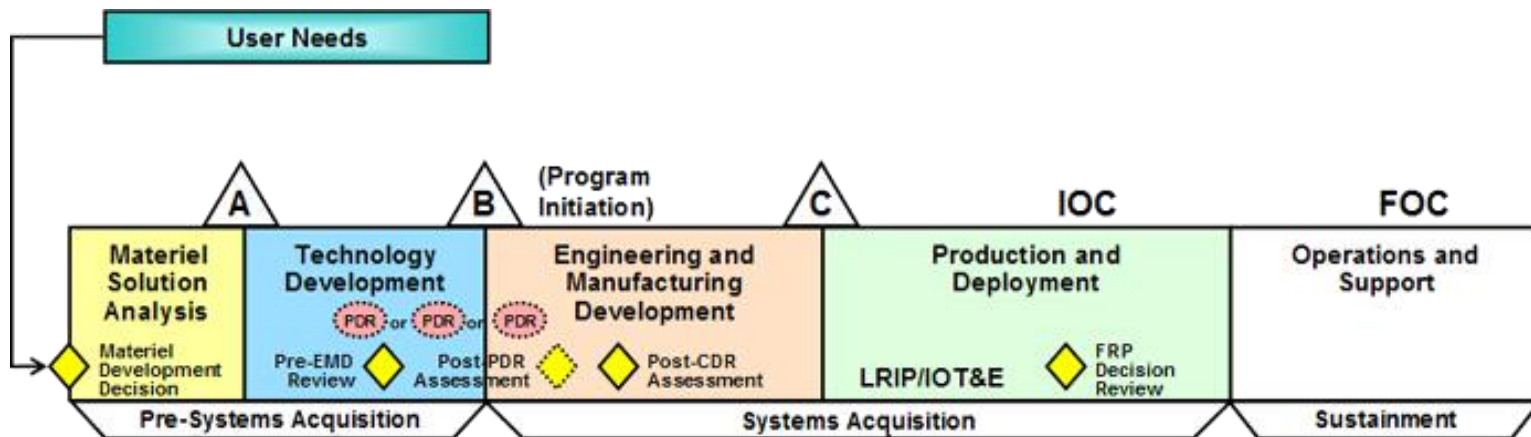 User Needs
A
B
(Program
Initiation)
C
IOC
FOC
Materiel
Solution
Analysis
Technology
Development
Engineering and
Manufacturing
Development
Production and
Deployment
Operations and
Support
PDR or PDR or PDR
Materiel
Development
Decision
Pre-EMD
Review
Post-PDR
Assessment
Post-CDR
Assessment
LRIP/IOT&E
FRP
Decision
Review
Pre-Systems Acquisition
Systems Acquisition
Sustainment